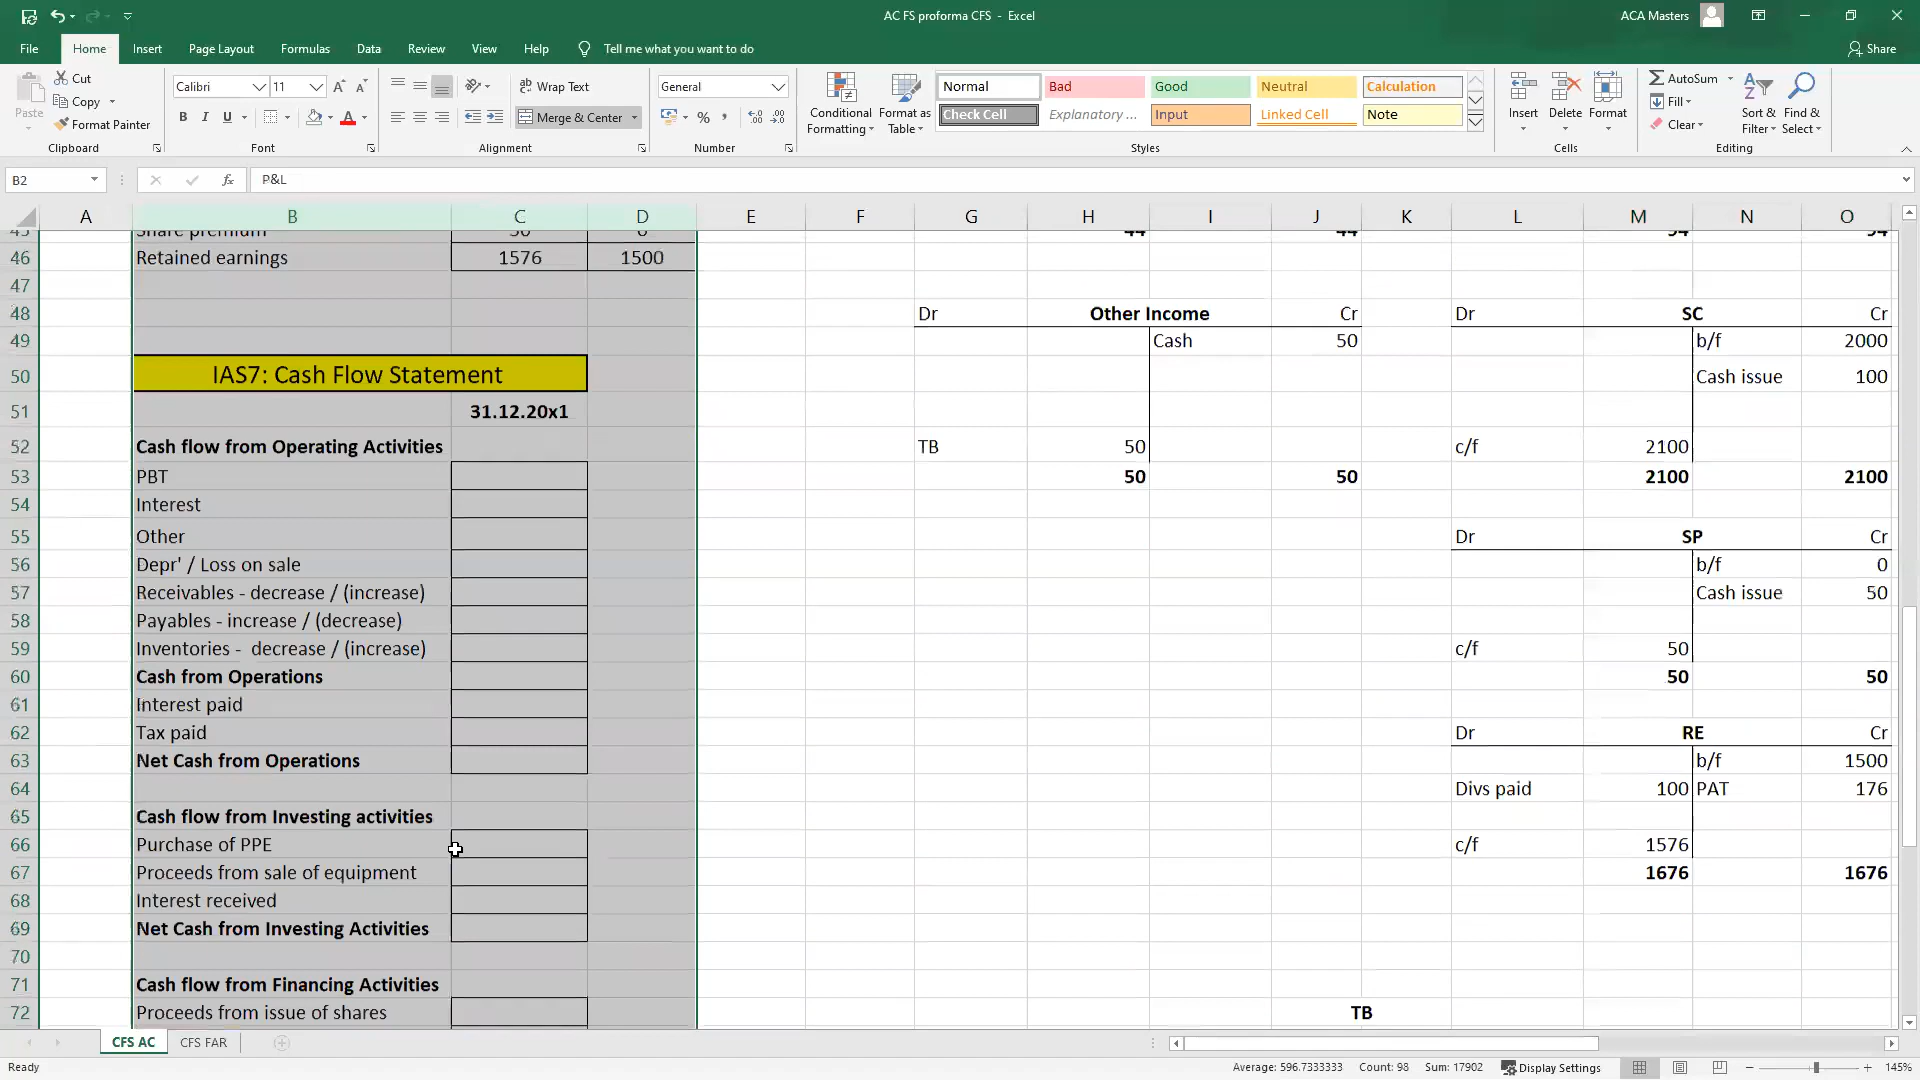 AC FS proforma CFS - Excel
ACA Masters
File Home Insert Page Layout Formulas Data Review View Help Tell me what you want to do Share
Paste
Cut
Copy
Format Painter
Clipboard
Calibri 11
B I U
Font
Wrap Text
Merge & Center
Alignment
General
%
Number
Conditional Formatting
Format as Table
Normal Bad Good Neutral Calculation
Check Cell Explanatory ... Input Linked Cell Note
Styles
Insert Delete Format
Cells
AutoSum
Fill
Clear
Sort & Filter
Find & Select
Editing
B2 fx P&L
A B C D E F G H I J K L M N O
45 Share premium 50 0 44 44 94 94
46 Retained earnings 1576 1500
47
48 Dr Other Income Cr Dr SC Cr
49 Cash 50 b/f 2000
50 IAS7: Cash Flow Statement Cash issue 100
51 31.12.20x1
52 Cash flow from Operating Activities TB 50 c/f 2100
53 PBT 50 50 2100 2100
54 Interest
55 Other Dr SP Cr
56 Depr' / Loss on sale b/f 0
57 Receivables - decrease / (increase) Cash issue 50
58 Payables - increase / (decrease)
59 Inventories - decrease / (increase) c/f 50
60 Cash from Operations 50 50
61 Interest paid
62 Tax paid Dr RE Cr
63 Net Cash from Operations b/f 1500
64 Divs paid 100 PAT 176
65 Cash flow from Investing activities
66 Purchase of PPE c/f 1576
67 Proceeds from sale of equipment 1676 1676
68 Interest received
69 Net Cash from Investing Activities
70
71 Cash flow from Financing Activities
72 Proceeds from issue of shares TB
CFS AC CFS FAR
Ready Average: 596.7333333 Count: 98 Sum: 17902 Display Settings 145%